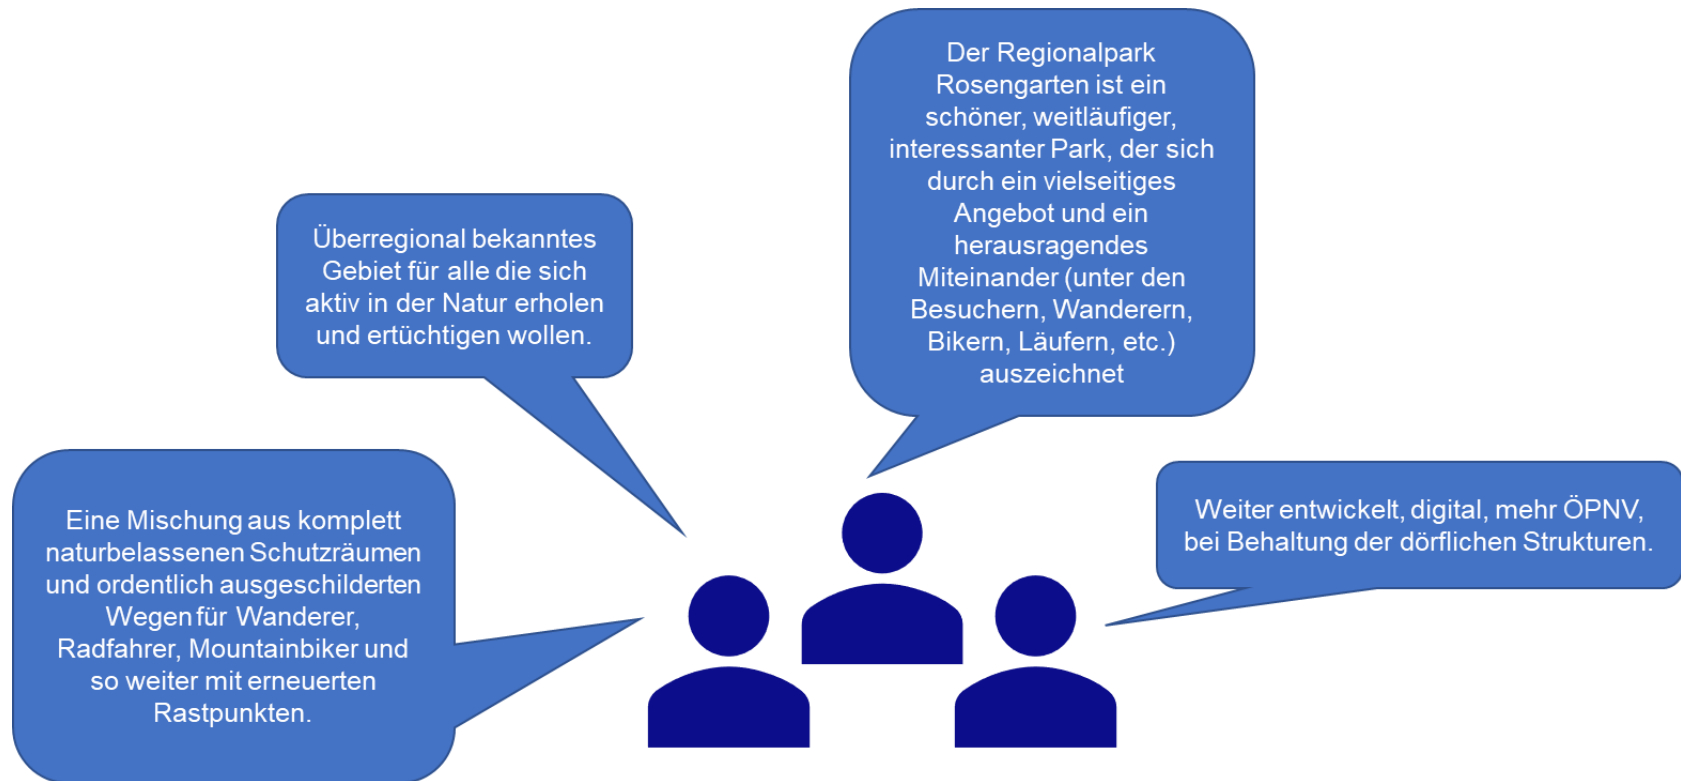 Der Regionalpark
Rosengarten ist ein
schöner, weitläufiger,
interessanter Park, der sich
durch ein vielseitiges
Angebot und ein
herausragendes
Miteinander (unter den
Besuchern, Wanderern,
Bikern, Läufern, etc.)
auszeichnet
Überregional bekanntes
Gebiet für alle die sich
aktiv in der Natur erholen
und ertüchtigen wollen.
Eine Mischung aus komplett
naturbelassenen Schutzräumen
und ordentlich ausgeschilderten
Wegen für Wanderer,
Radfahrer, Mountainbiker und
so weiter mit erneuerten
Rastpunkten.
Weiter entwickelt, digital, mehr ÖPNV,
bei Behaltung der dörflichen Strukturen.